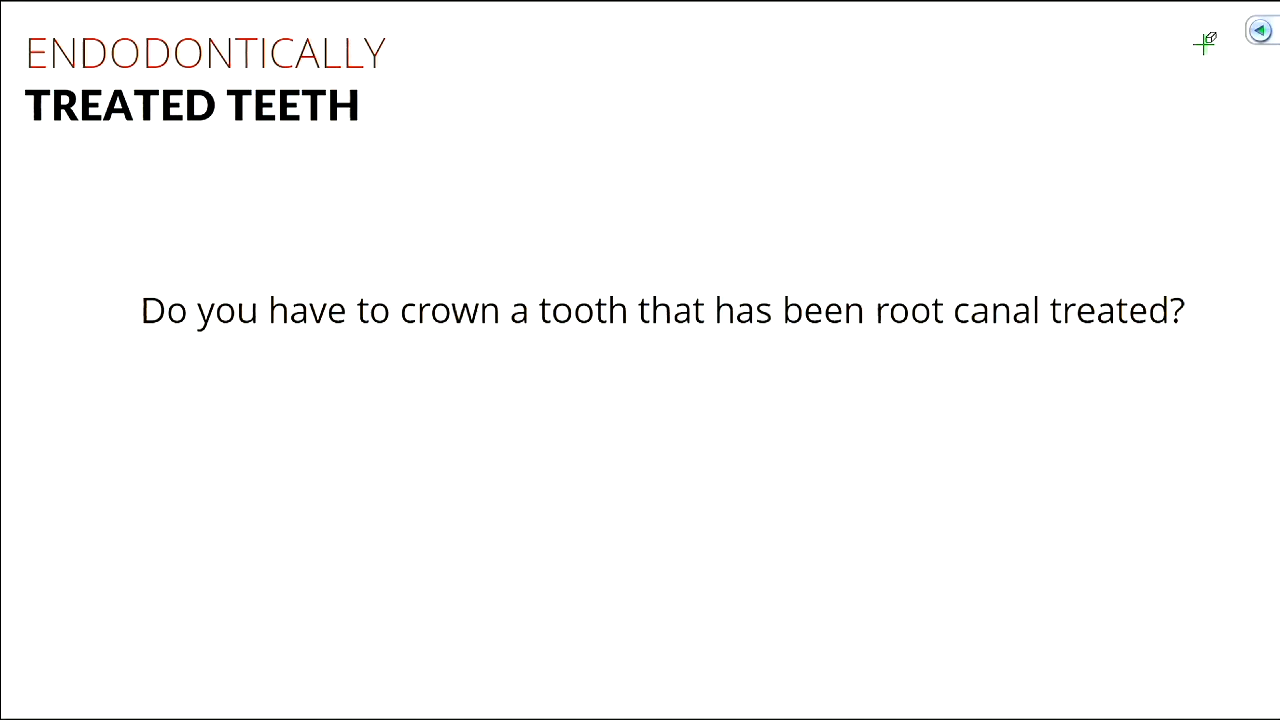 ENDODONTICALLY
TREATED TEETH
Do you have to crown a tooth that has been root canal treated?